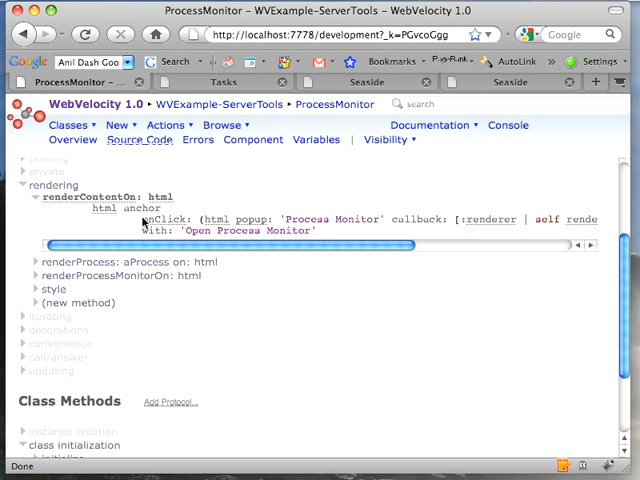 ProcessMonitor - WVExample-ServerTools - WebVelocity 1.0
http://localhost:7778/development?_k=PGvcoGgg
Google
Google
Anil Dash Goo
Search
Bookmarks
PageRank
AutoLink
Settings
ProcessMonitor - ...
Tasks
Seaside
Seaside
WebVelocity 1.0 ‣ WVExample-ServerTools ‣ ProcessMonitor
search
Classes New Actions Browse Documentation Console
Overview Source Code Errors Component Variables Visibility
printing
private
rendering
renderContentOn: html
html anchor
onClick: (html popup: 'Process Monitor' callback: [:renderer | self rende
with: 'Open Process Monitor'
renderProcess: aProcess on: html
renderProcessMonitorOn: html
style
(new method)
iterating
decorations
convenience
call/answer
updating
Class Methods Add Protocol...
instance creation
class initialization
initialize
Done